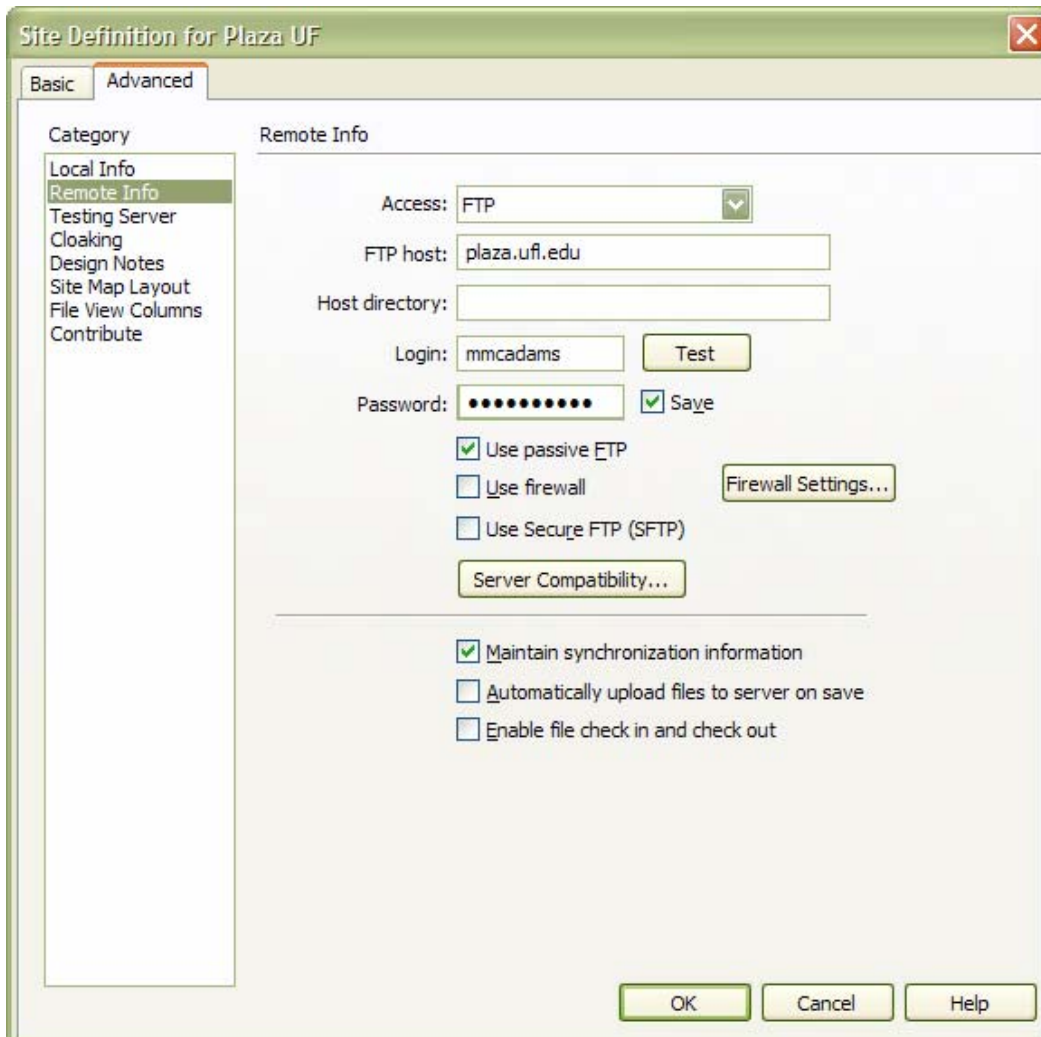 Site Definition for Plaza UF
Basic
Advanced
Category
Local Info
Remote Info
Testing Server
Cloaking
Design Notes
Site Map Layout
File View Columns
Contribute
Remote Info
Access: FTP
FTP host: plaza.ufl.edu
Host directory:
Login: mmcadams Test
Password: •••••••••• Save
Use passive FTP
Use firewall Firewall Settings...
Use Secure FTP (SFTP)
Server Compatibility...
Maintain synchronization information
Automatically upload files to server on save
Enable file check in and check out
OK Cancel Help